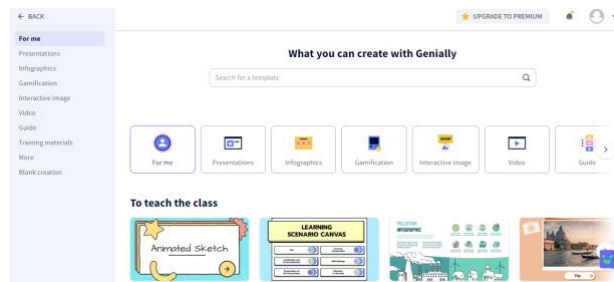 ← BACK
UPGRADE TO PREMIUM
For me
Presentations
Infographics
Gamification
Interactive image
Video
Guide
Training materials
More
Blank creation
What you can create with Genially
Search for a template
For me
Presentations
Infographics
Gamification
Interactive image
Video
Guide
To teach the class
Animated Sketch
LEARNING
SCENARIO CANVAS
INFOGRAPHIC